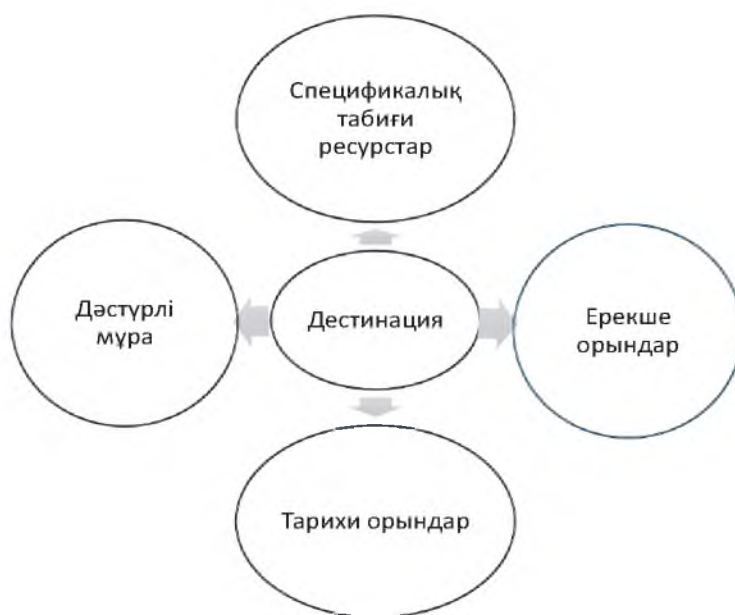 Спецификалық
табиғи
ресурстар
Дәстүрлі
мұра
Дестинация
Ерекше
орындар
Тарихи орындар